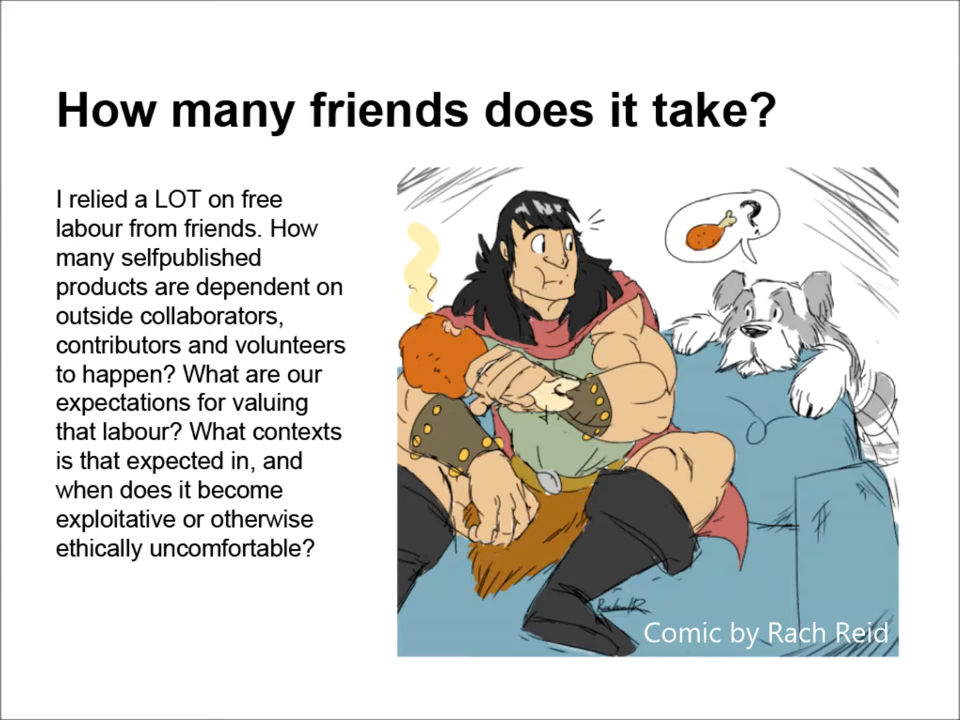 How many friends does it take?
I relied a LOT on free
labour from friends. How
many selfpublished
products are dependent on
outside collaborators,
contributors and volunteers
to happen? What are our
expectations for valuing
that labour? What contexts
is that expected in, and
when does it become
exploitative or otherwise
ethically uncomfortable?
?
Comic by Rach Reid